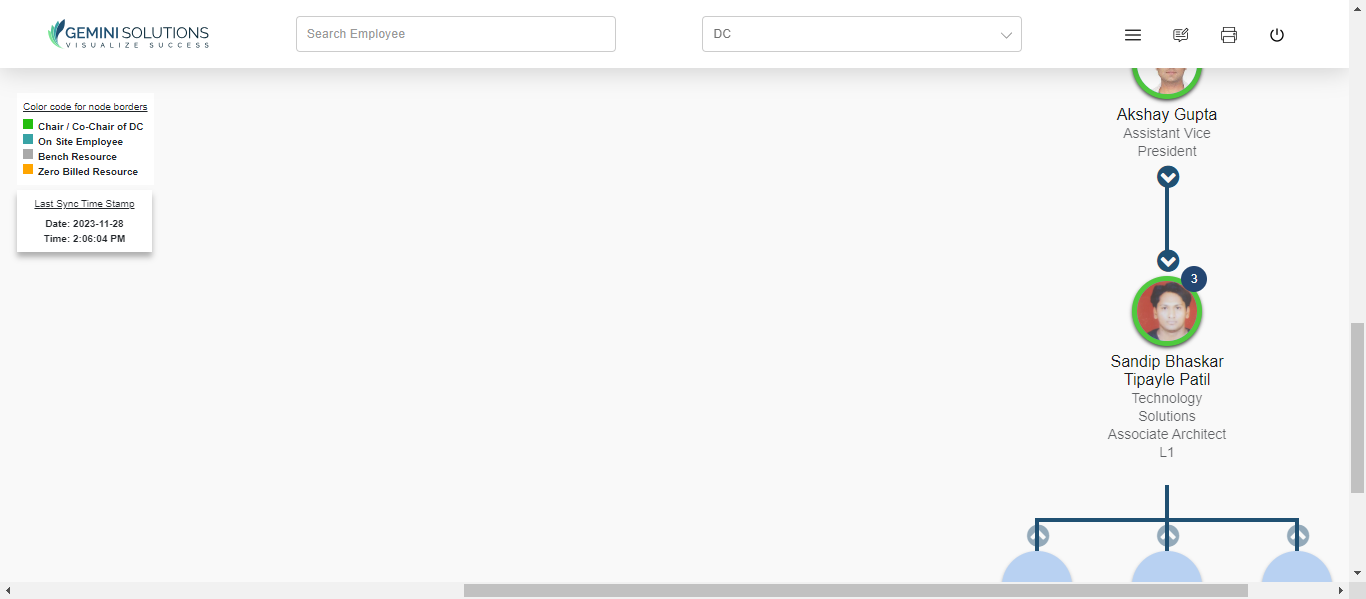 GEMINI SOLUTIONS
VISUALIZE SUCCESS
Search Employee
DC
Color code for node borders
Chair / Co-Chair of DC
On Site Employee
Bench Resource
Zero Billed Resource
Last Sync Time Stamp
Date: 2023-11-28
Time: 2:06:04 PM
Akshay Gupta
Assistant Vice
President
3
Sandip Bhaskar
Tipayle Patil
Technology
Solutions
Associate Architect
L1